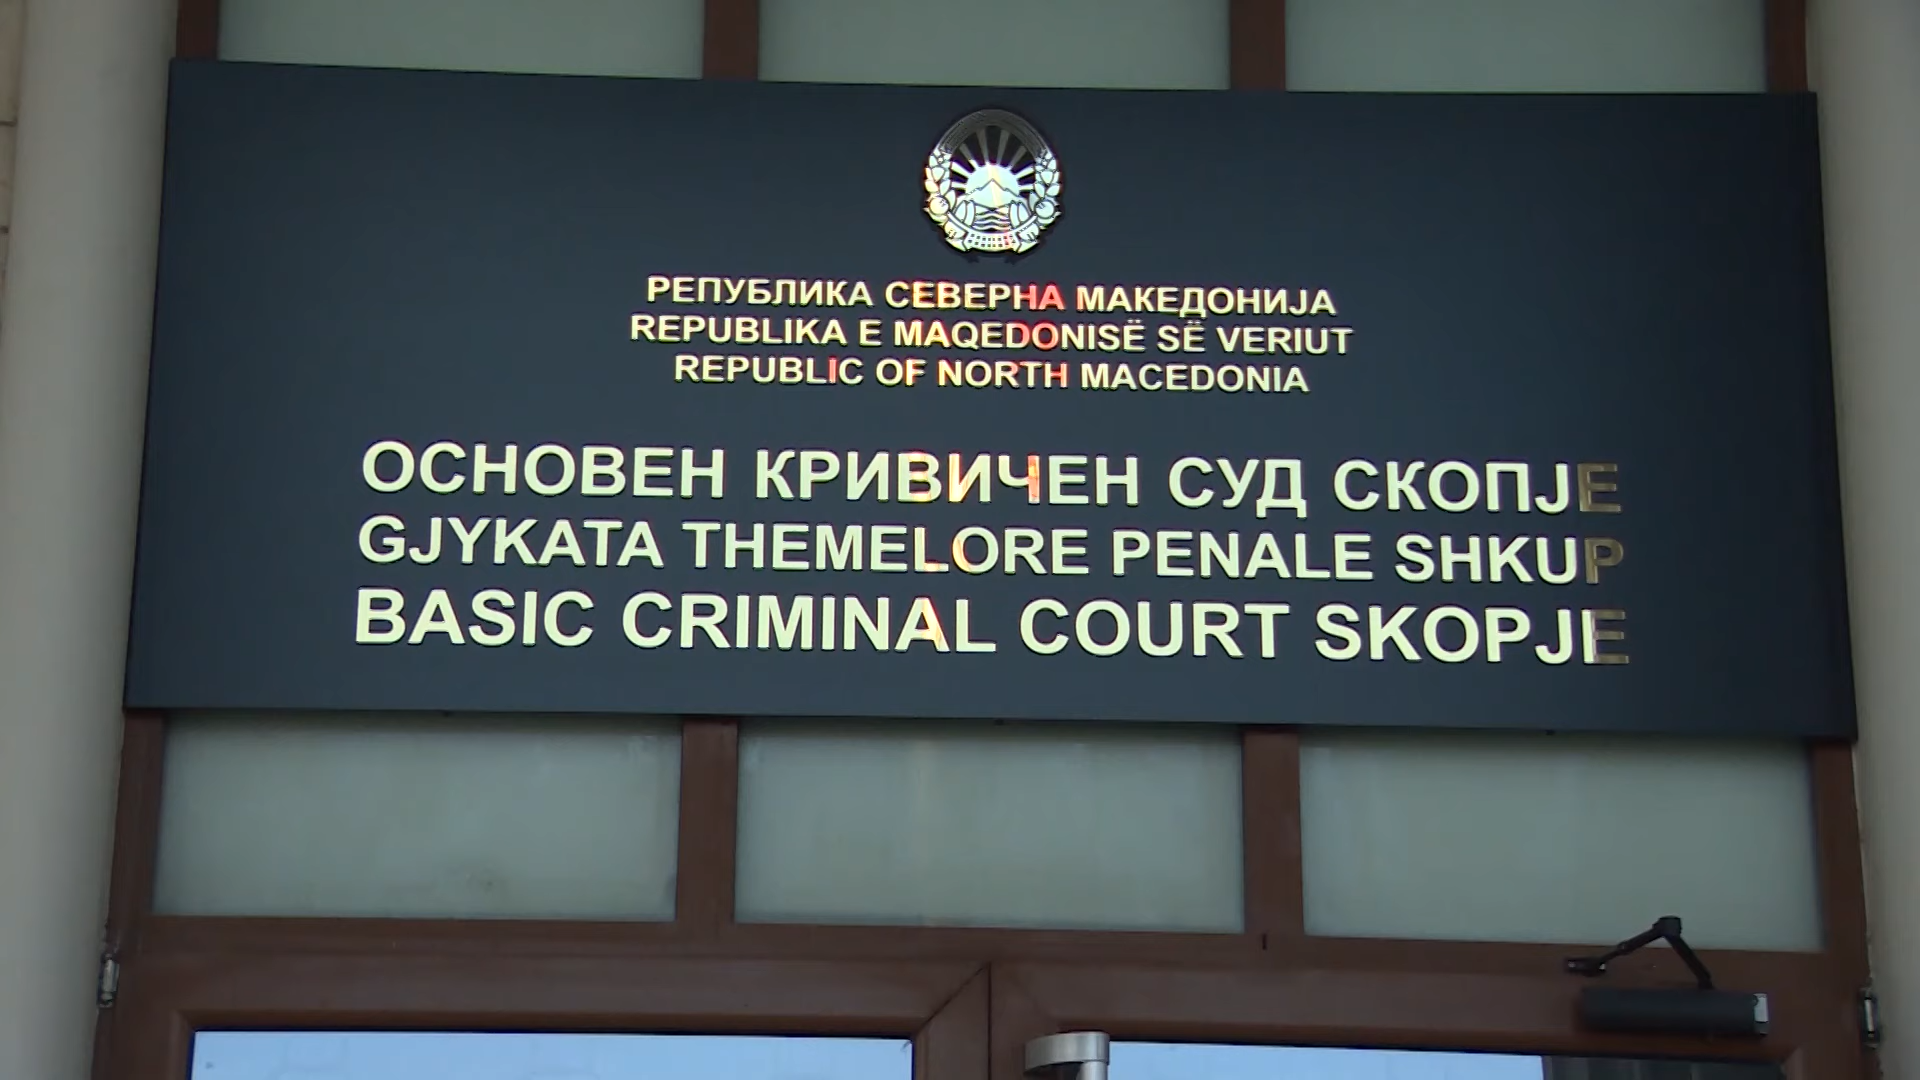 РЕПУБЛИКА СЕВЕРНА МАКЕДОНИЈА
REPUBLIKA E MAQEDONISË SË VERIUT
REPUBLIC OF NORTH MACEDONIA
ОСНОВЕН КРИВИЧЕН СУД СКОПЈЕ
GJYKATA THEMELORE PENALE SHKUP
BASIC CRIMINAL COURT SKOPJE